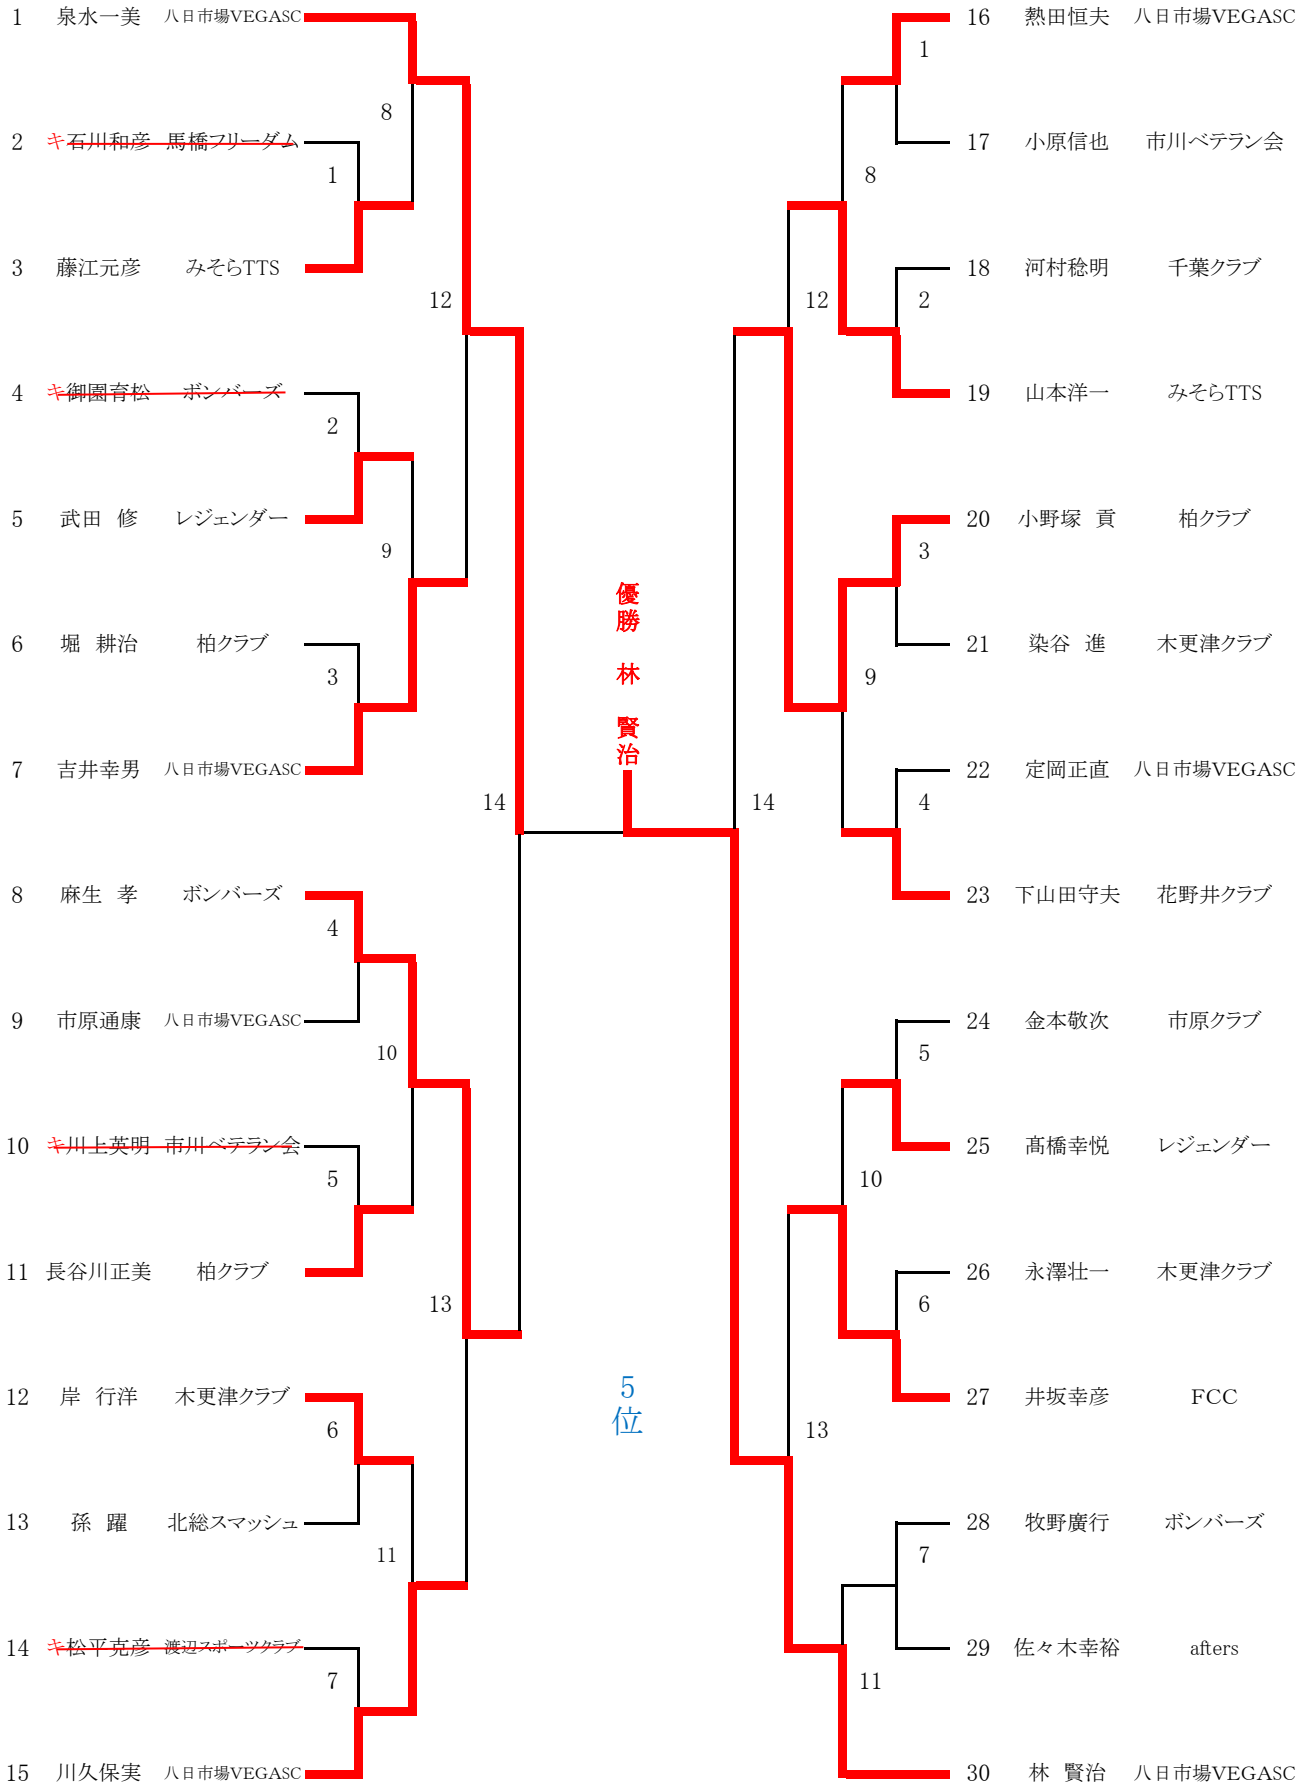 1 泉水一美 八日市場VEGASC
2 キ石川和彦 馬橋フリーダム
3 藤江元彦 みそらTTS
4 キ御園育松 ボンバーズ
5 武田 修 レジェンダー
6 堀 耕治 柏クラブ
7 吉井幸男 八日市場VEGASC
8 麻生 孝 ボンバーズ
9 市原通康 八日市場VEGASC
10 キ川上英明 市川ベテラン会
11 長谷川正美 柏クラブ
12 岸 行洋 木更津クラブ
13 孫 躍 北総スマッシュ
14 キ松平克彦 渡辺スポーツクラブ
15 川久保実 八日市場VEGASC
8
1
12
2
9
3
14
4
10
5
13
6
11
7
優勝 林 賢治
5位
1
8
12
2
3
9
14
4
5
10
6
13
7
11
16 熱田恒夫 八日市場VEGASC
17 小原信也 市川ベテラン会
18 河村稔明 千葉クラブ
19 山本洋一 みそらTTS
20 小野塚 貢 柏クラブ
21 染谷 進 木更津クラブ
22 定岡正直 八日市場VEGASC
23 下山田守夫 花野井クラブ
24 金本敬次 市原クラブ
25 髙橋幸悦 レジェンダー
26 永澤壮一 木更津クラブ
27 井坂幸彦 FCC
28 牧野廣行 ボンバーズ
29 佐々木幸裕 afters
30 林 賢治 八日市場VEGASC